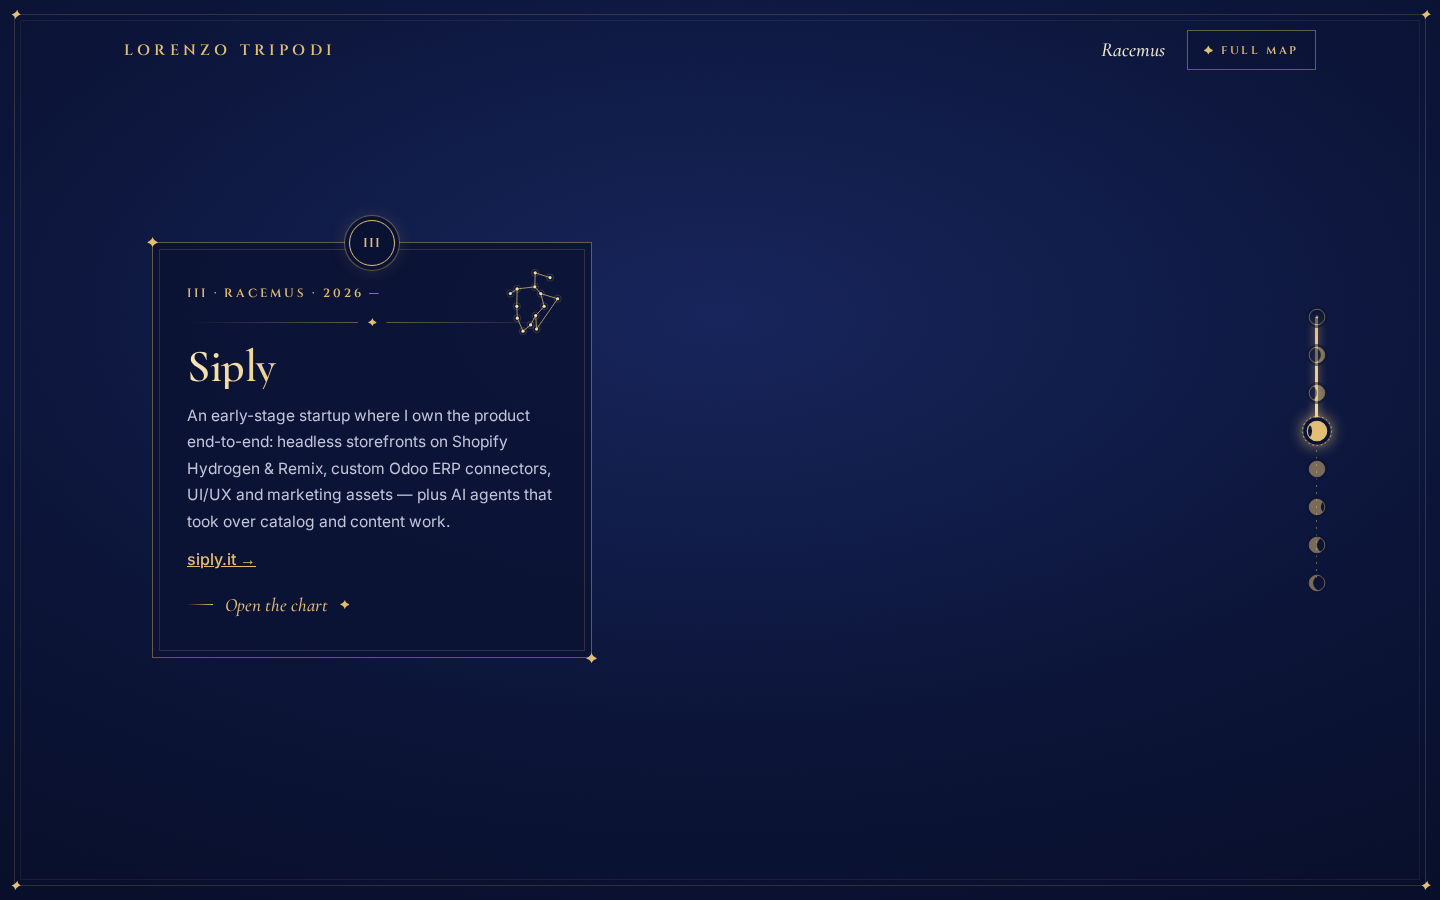 LORENZO TRIPODI
Racemus
✦ FULL MAP
III
III · RACEMUS · 2026 —
Siply
An early-stage startup where I own the product
end-to-end: headless storefronts on Shopify
Hydrogen & Remix, custom Odoo ERP connectors,
UI/UX and marketing assets — plus AI agents that
took over catalog and content work.
siply.it →
Open the chart ✦